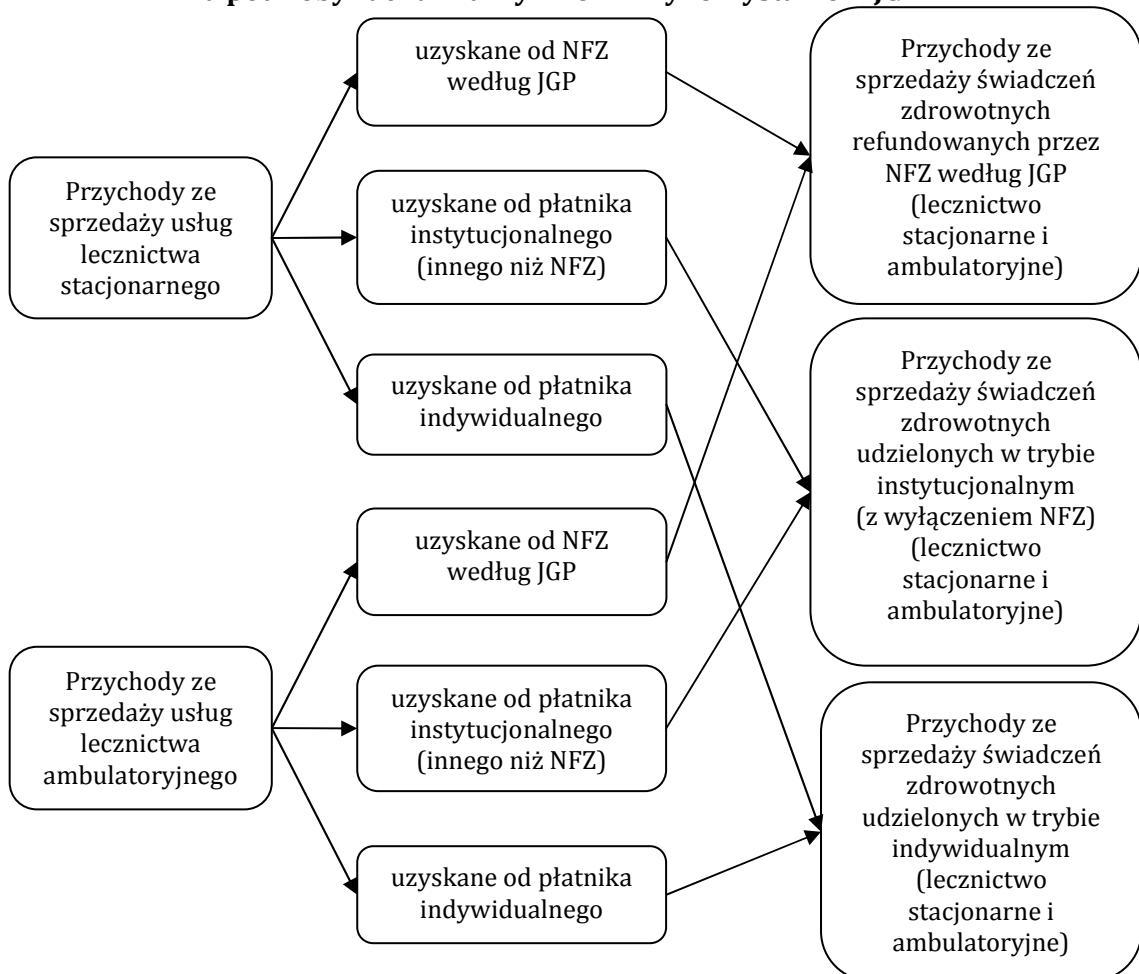 uzyskane od NFZ
według JGP
Przychody ze
sprzedaży świadczeń
zdrowotnych
refundowanych przez
NFZ według JGP
(lecznictwo
stacjonarne i
ambulatoryjne)
Przychody ze
sprzedaży usług
lecznictwa
stacjonarnego
uzyskane od płatnika
instytucjonalnego
(innego niż NFZ)
uzyskane od płatnika
indywidualnego
Przychody ze
sprzedaży świadczeń
zdrowotnych
udzielonych w trybie
instytucjonalnym
(z wyłączeniem NFZ)
(lecznictwo
stacjonarne i
ambulatoryjne)
uzyskane od NFZ
według JGP
Przychody ze
sprzedaży usług
lecznictwa
ambulatoryjnego
uzyskane od płatnika
instytucjonalnego
(innego niż NFZ)
uzyskane od płatnika
indywidualnego
Przychody ze
sprzedaży świadczeń
zdrowotnych
udzielonych w trybie
indywidualnym
(lecznictwo
stacjonarne i
ambulatoryjne)